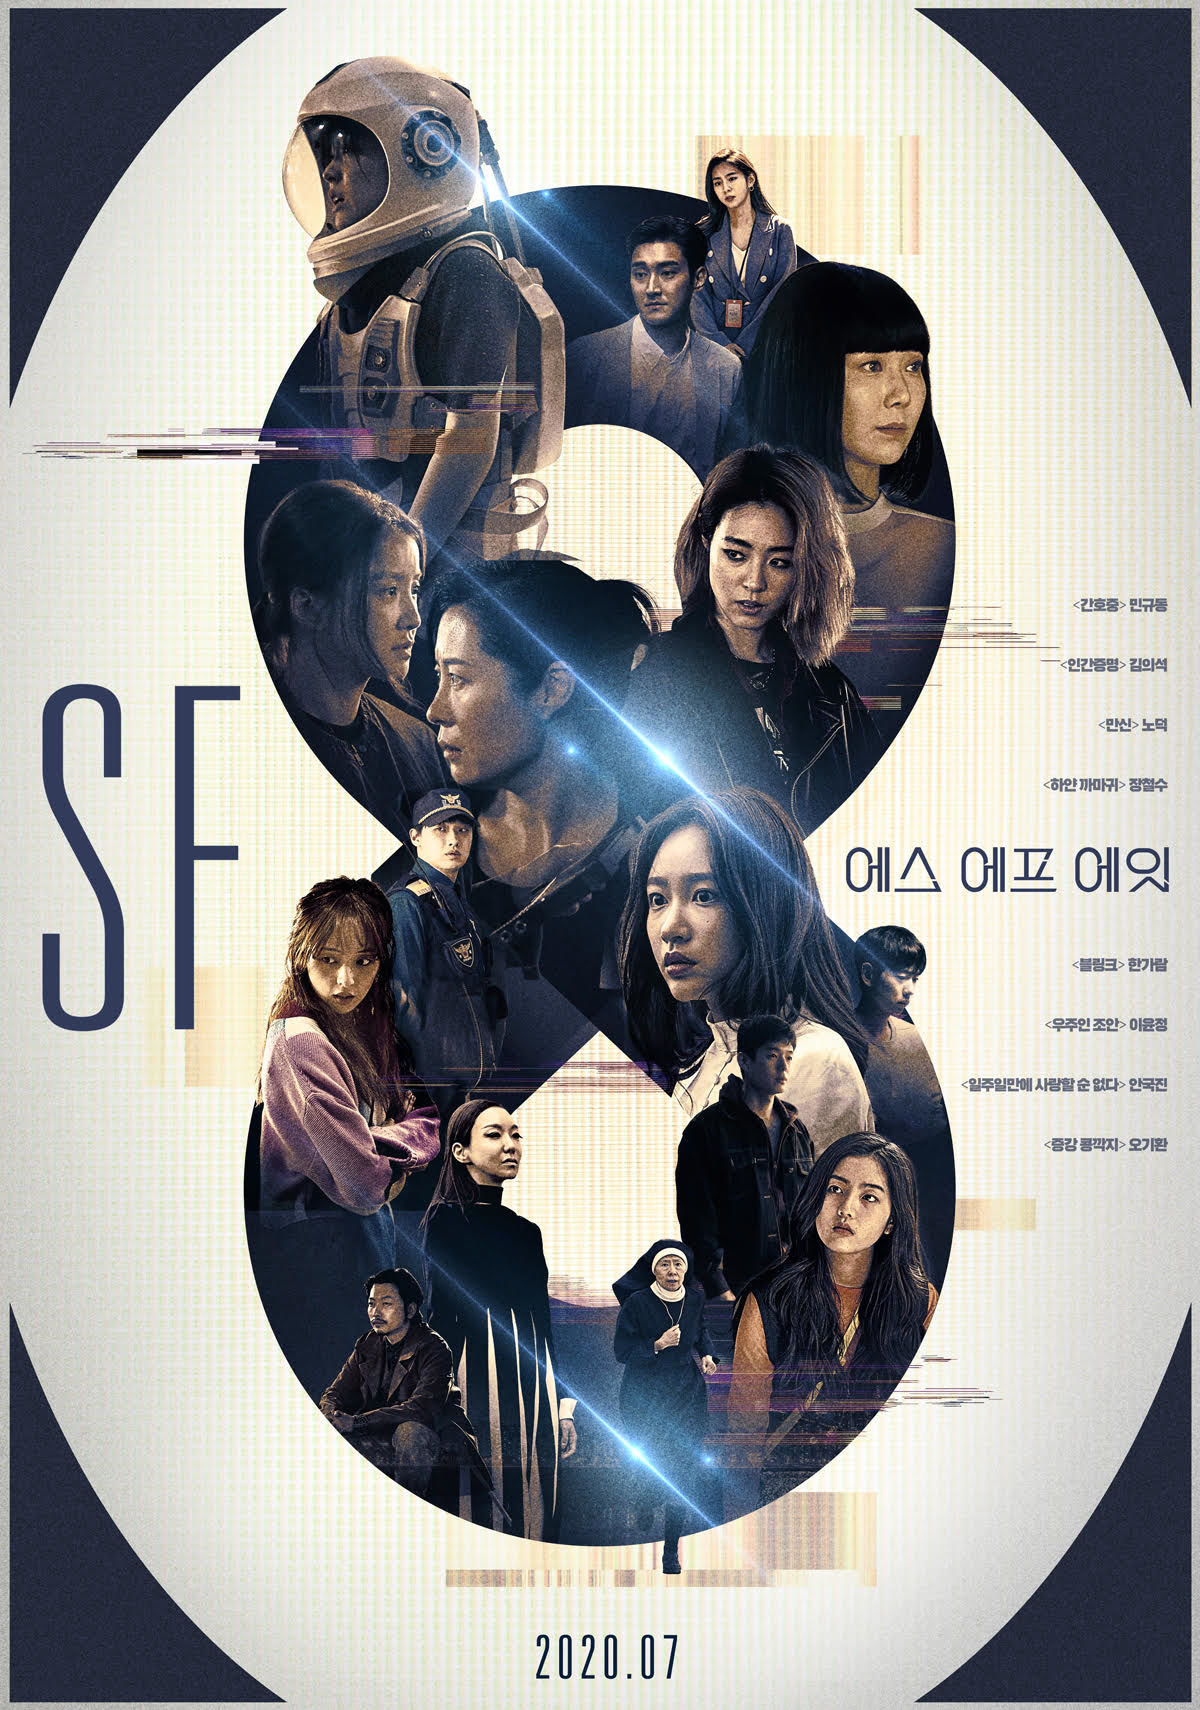 SF8
<간호중> 민규동
<인간증명> 김의석
<만신> 노덕
<하얀 까마귀> 장철수
에스 에프 에잇
<블링크> 한가람
<우주인 조안> 이윤정
<일주일만에 사랑할 순 없다> 안국진
<증강 콩깍지> 오기환
2020.07